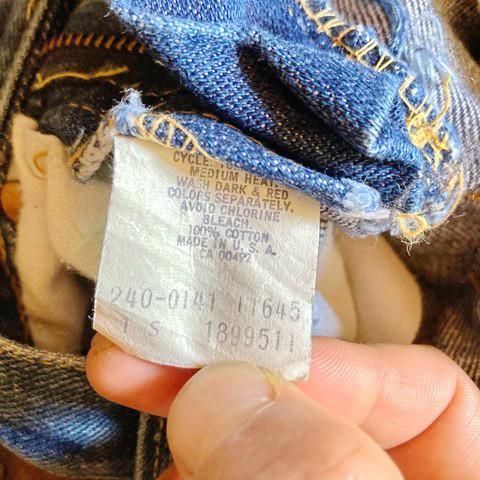 MEDIUM HEAT.
WASH DARK & RED
COLORS SEPARATELY.
AVOID CHLORINE
BLEACH.
100% COTTON
MADE IN U.S.A.
CA 00492
240-0141 11645
1 S 1899511